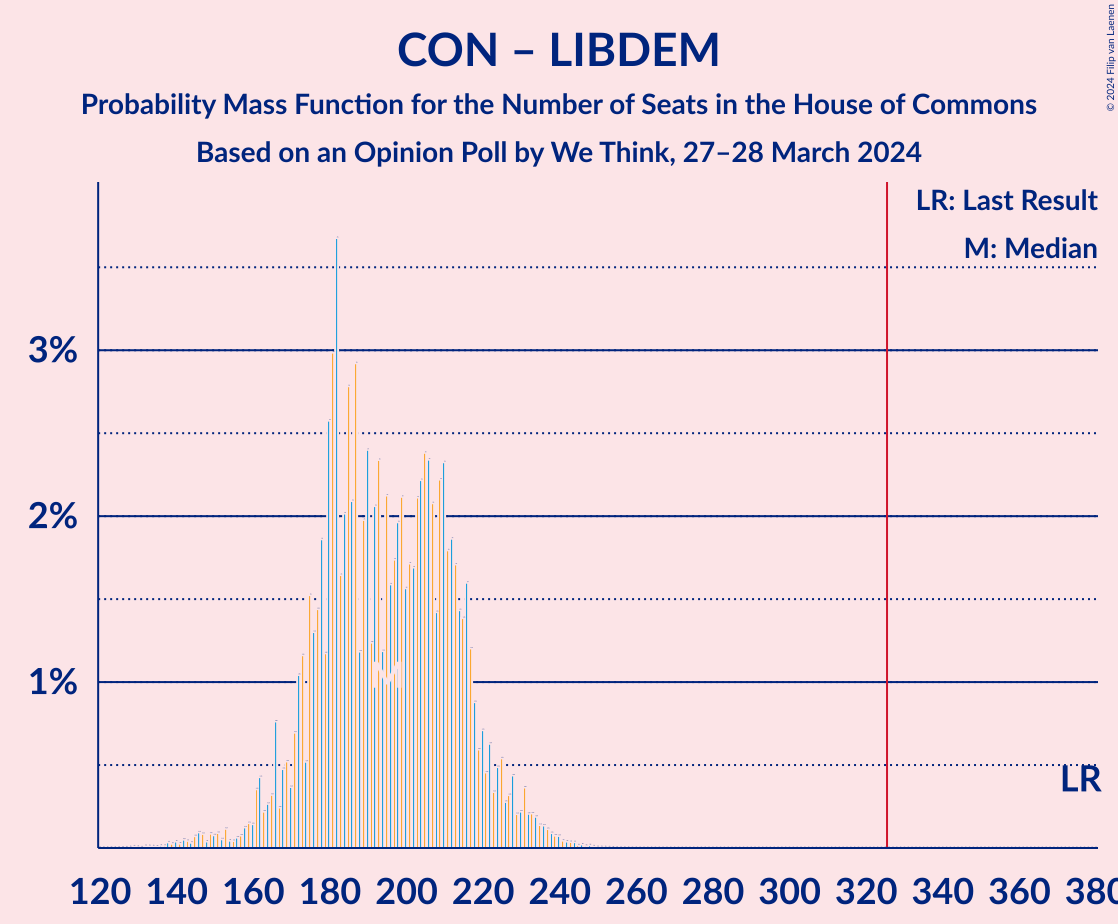 CON – LIBDEM
Probability Mass Function for the Number of Seats in the House of Commons
Based on an Opinion Poll by We Think, 27–28 March 2024
© 2024 Filip van Laenen
LR: Last Result
M: Median
3%
2%
1%
M
LR
120 140 160 180 200 220 240 260 280 300 320 340 360 380